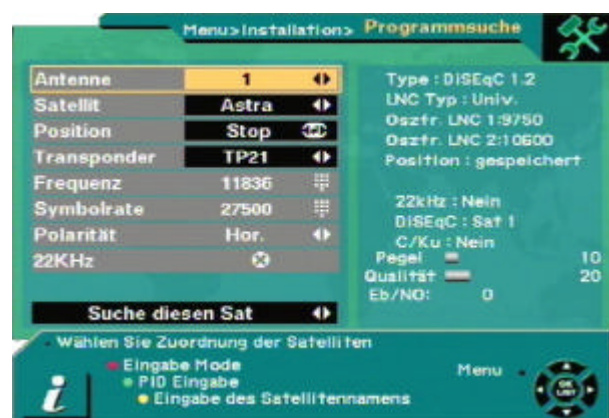 Menu>Installation> Programmsuche
Antenne 1
Satellit Astra
Position Stop
Transponder TP21
Frequenz 11836
Symbolrate 27500
Polarität Hor.
22KHz
Suche diesen Sat
Type : DiSEqC 1.2
LNC Typ : Univ.
Oszfr. LNC 1:9750
Oszfr. LNC 2:10600
Position : gespeichert
22kHz : Nein
DiSEqC : Sat 1
C/Ku : Nein
Pegel 10
Qualität 20
Eb/NO: 0
Wählen Sie Zuordnung der Satelliten
Eingabe Mode
PID Eingabe
Eingabe des Satellitennamens
Menu